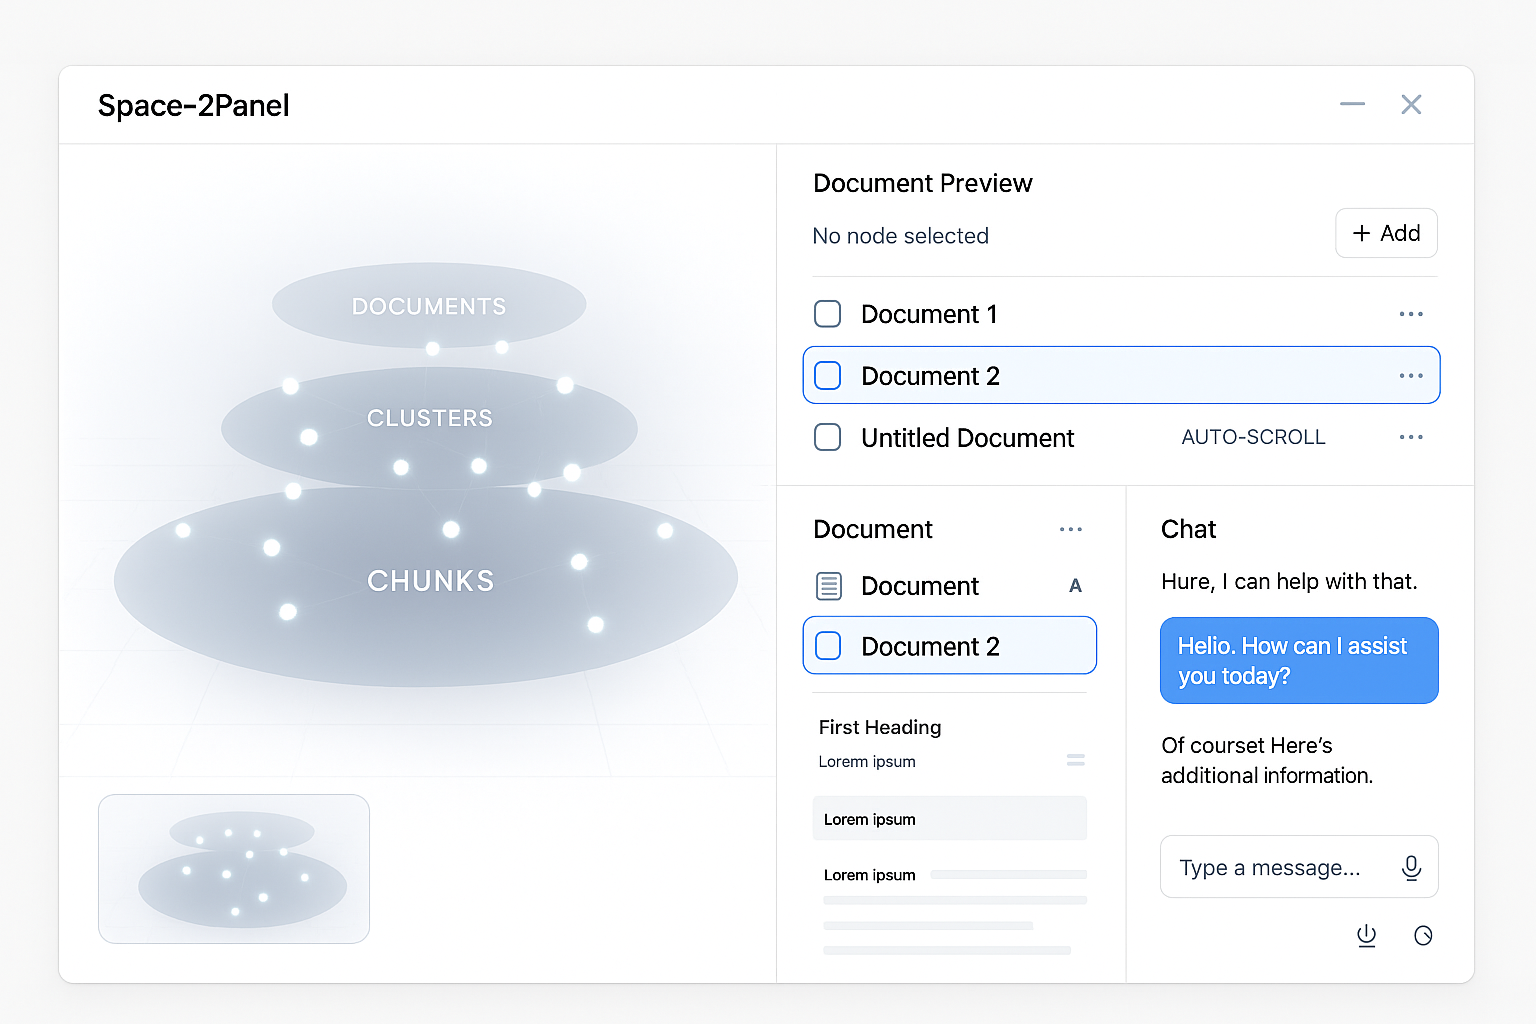 Space-2Panel
DOCUMENTS
CLUSTERS
CHUNKS
Document Preview
No node selected
+ Add
Document 1
Document 2
Untitled Document AUTO-SCROLL
Document
Document A
Document 2
First Heading
Lorem ipsum
Lorem ipsum
Lorem ipsum
Chat
Hure, I can help with that.
Helio. How can I assist
you today?
Of courset Here's
additional information.
Type a message...